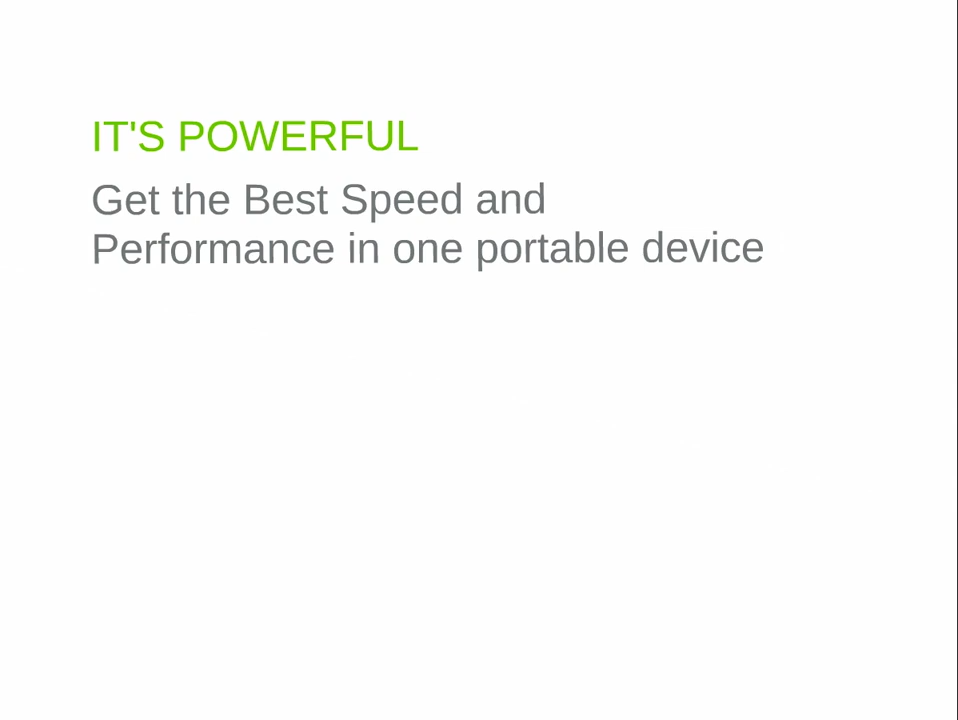 IT'S POWERFUL
Get the Best Speed and
Performance in one portable device